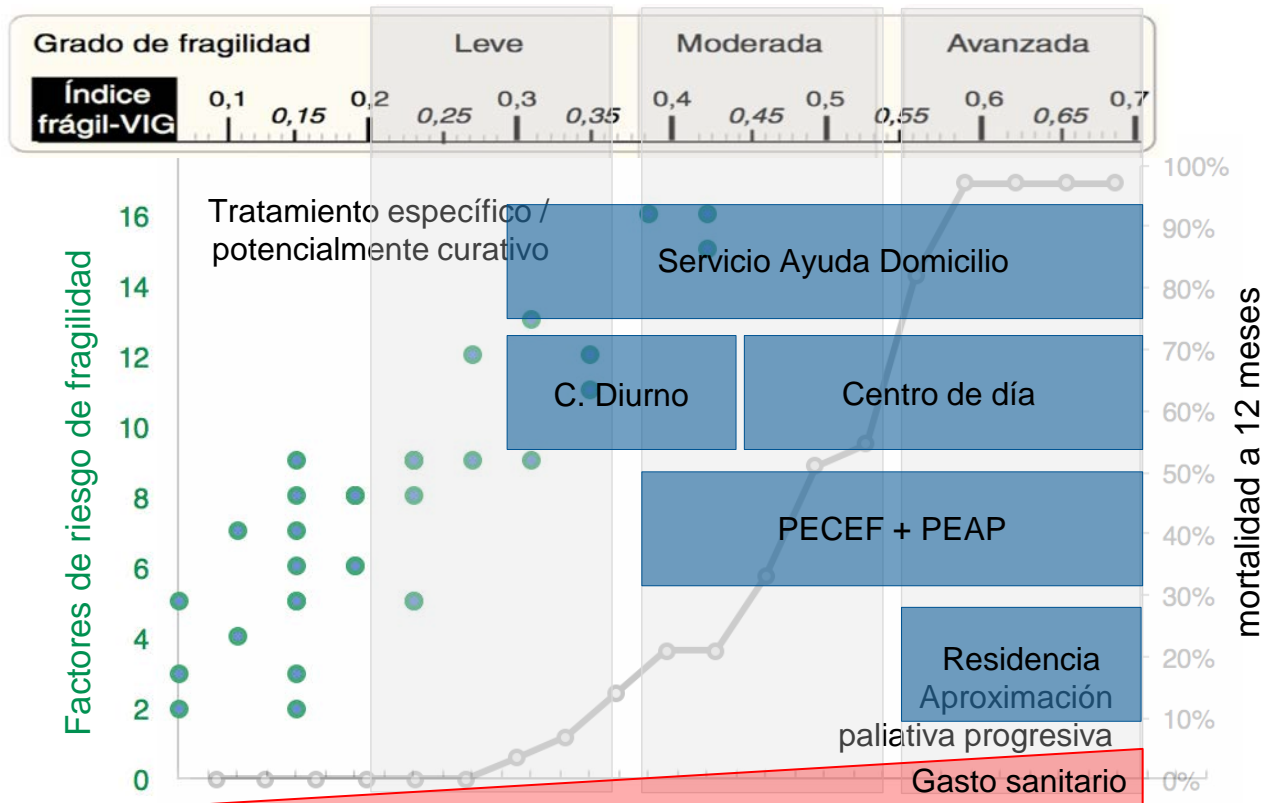 Grado de fragilidad
Leve
Moderada
Avanzada
Índice
frágil-VIG
0,1
0,15
0,2
0,25
0,3
0,35
0,4
0,45
0,5
0,55
0,6
0,65
0,7
Tratamiento específico /
potencialmente curativo
Factores de riesgo de fragilidad
16
14
12
10
8
6
4
2
0
Servicio Ayuda Domicilio
C. Diurno
Centro de día
PECEF + PEAP
Residencia
Aproximación
paliativa progresiva
Gasto sanitario
100%
90%
80%
70%
60%
50%
40%
30%
20%
10%
0%
mortalidad a 12 meses